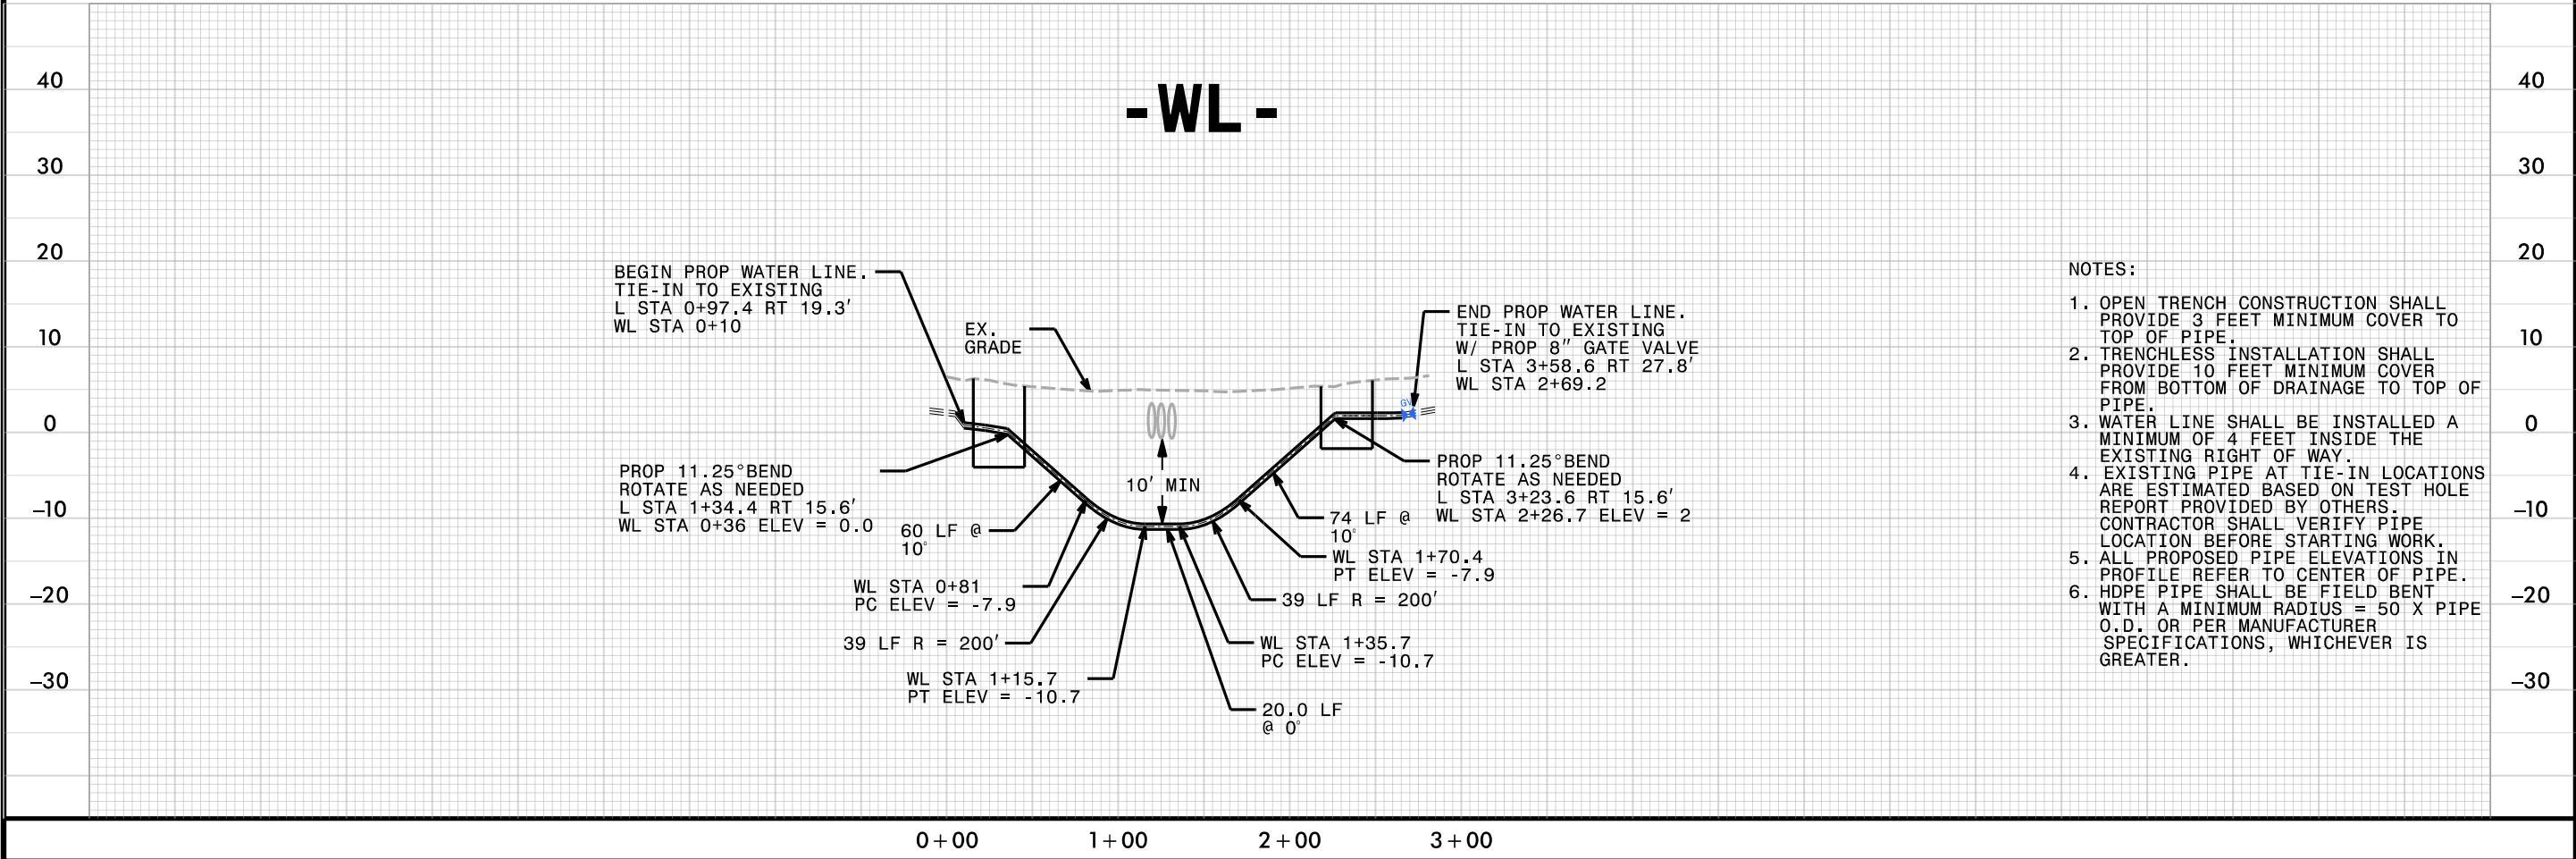 -WL-
40
30
20
10
0
-10
-20
-30
40
30
20
10
0
-10
-20
-30
BEGIN PROP WATER LINE.
TIE-IN TO EXISTING
L STA 0+97.4 RT 19.3'
WL STA 0+10
EX.
GRADE
END PROP WATER LINE.
TIE-IN TO EXISTING
W/ PROP 8" GATE VALVE
L STA 3+58.6 RT 27.8'
WL STA 2+69.2
GV
PROP 11.25°BEND
ROTATE AS NEEDED
L STA 1+34.4 RT 15.6'
WL STA 0+36 ELEV = 0.0
10' MIN
PROP 11.25°BEND
ROTATE AS NEEDED
L STA 3+23.6 RT 15.6'
WL STA 2+26.7 ELEV = 2
60 LF @
10°
74 LF @
10°
WL STA 1+70.4
PT ELEV = -7.9
WL STA 0+81
PC ELEV = -7.9
39 LF R = 200'
39 LF R = 200'
WL STA 1+35.7
PC ELEV = -10.7
WL STA 1+15.7
PT ELEV = -10.7
20.0 LF
@ 0°
NOTES:
1. OPEN TRENCH CONSTRUCTION SHALL
PROVIDE 3 FEET MINIMUM COVER TO
TOP OF PIPE.
2. TRENCHLESS INSTALLATION SHALL
PROVIDE 10 FEET MINIMUM COVER
FROM BOTTOM OF DRAINAGE TO TOP OF
PIPE.
3. WATER LINE SHALL BE INSTALLED A
MINIMUM OF 4 FEET INSIDE THE
EXISTING RIGHT OF WAY.
4. EXISTING PIPE AT TIE-IN LOCATIONS
ARE ESTIMATED BASED ON TEST HOLE
REPORT PROVIDED BY OTHERS.
CONTRACTOR SHALL VERIFY PIPE
LOCATION BEFORE STARTING WORK.
5. ALL PROPOSED PIPE ELEVATIONS IN
PROFILE REFER TO CENTER OF PIPE.
6. HDPE PIPE SHALL BE FIELD BENT
WITH A MINIMUM RADIUS = 50 X PIPE
O.D. OR PER MANUFACTURER
SPECIFICATIONS, WHICHEVER IS
GREATER.
0+00 1+00 2+00 3+00